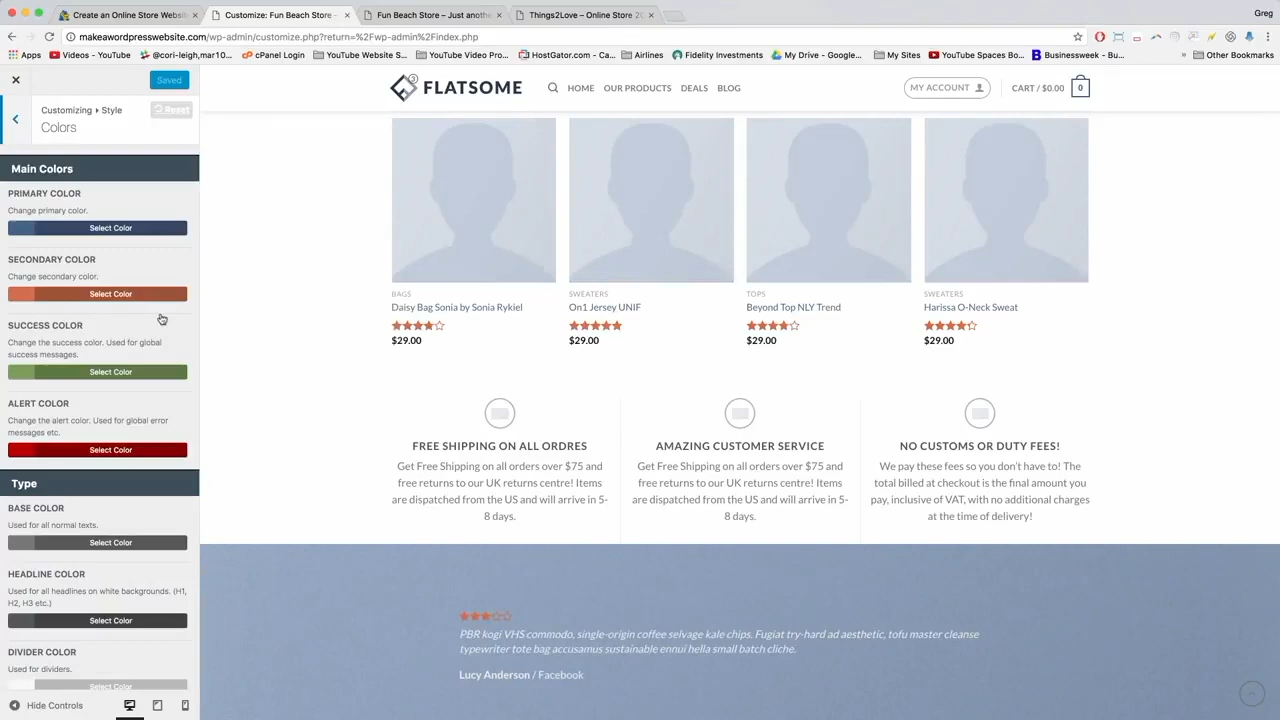 Create an Online Store Websit
Customize: Fun Beach Store –
Fun Beach Store – Just anoth
Things2Love – Online Store 20
Greg
makeawordpresswebsite.com/wp-admin/customize.php?return=%2Fwp-admin%2Findex.php
Apps
Videos - YouTube
@cori-leigh,mar10...
cPanel Login
Youtube Website S...
YouTube Video Pro...
HostGator.com - Ca...
Airlines
Fidelity Investments
My Drive - Google...
My Sites
YouTube Spaces Bo...
Businessweek - Bu...
»
Other Bookmarks
Saved
Customizing ▸ Style
Colors
Reset
Main Colors
PRIMARY COLOR
Change primary color.
Select Color
SECONDARY COLOR
Change secondary color.
Select Color
SUCCESS COLOR
Change the success color. Used for global
success messages.
Select Color
ALERT COLOR
Change the alert color. Used for global error
messages etc.
Select Color
Type
BASE COLOR
Used for all normal texts.
Select Color
HEADLINE COLOR
Used for all headlines on white backgrounds. (H1,
H2, H3 etc.)
Select Color
DIVIDER COLOR
Used for dividers.
Select Color
Hide Controls
3
FLATSOME
HOME
OUR PRODUCTS
DEALS
BLOG
MY ACCOUNT
CART / $0.00
0
BAGS
Daisy Bag Sonia by Sonia Rykiel
$29.00
SWEATERS
On1 Jersey UNIF
$29.00
TOPS
Beyond Top NLY Trend
$29.00
SWEATERS
Harissa O-Neck Sweat
$29.00
FREE SHIPPING ON ALL ORDRES
Get Free Shipping on all orders over $75 and
free returns to our UK returns centre! Items
are dispatched from the US and will arrive in 5-
8 days.
AMAZING CUSTOMER SERVICE
Get Free Shipping on all orders over $75 and
free returns to our UK returns centre! Items
are dispatched from the US and will arrive in 5-
8 days.
NO CUSTOMS OR DUTY FEES!
We pay these fees so you don't have to! The
total billed at checkout is the final amount you
pay, inclusive of VAT, with no additional charges
at the time of delivery!
PBR kogi VHS commodo, single-origin coffee selvage kale chips. Fugiat try-hard ad aesthetic, tofu master cleanse
typewriter tote bag accusamus sustainable ennui hella small batch cliche.
Lucy Anderson / Facebook